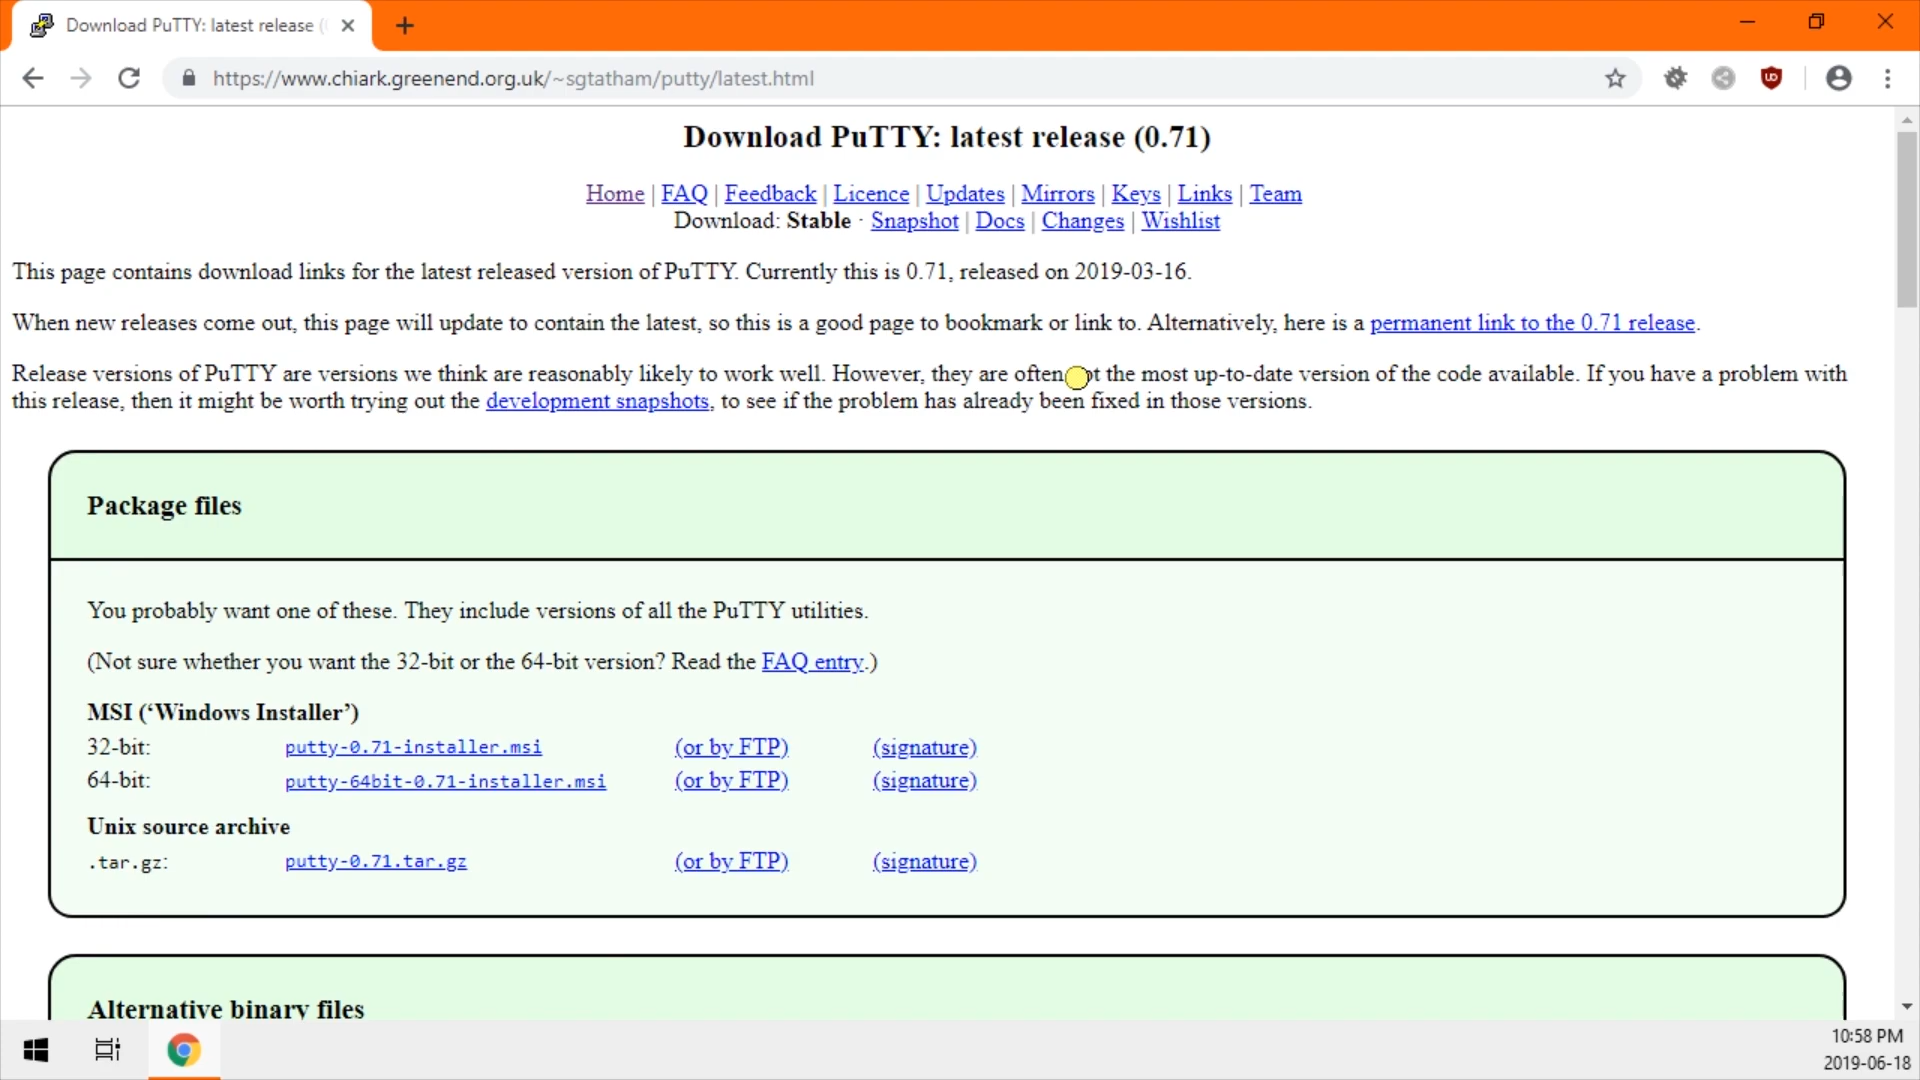 Download PuTTY: latest release (
https://www.chiark.greenend.org.uk/~sgtatham/putty/latest.html
Download PuTTY: latest release (0.71)
Home | FAQ | Feedback | Licence | Updates | Mirrors | Keys | Links | Team
Download: Stable · Snapshot | Docs | Changes | Wishlist
This page contains download links for the latest released version of PuTTY. Currently this is 0.71, released on 2019-03-16.
When new releases come out, this page will update to contain the latest, so this is a good page to bookmark or link to. Alternatively, here is a permanent link to the 0.71 release.
Release versions of PuTTY are versions we think are reasonably likely to work well. However, they are often the most up-to-date version of the code available. If you have a problem with
this release, then it might be worth trying out the development snapshots, to see if the problem has already been fixed in those versions.
Package files
You probably want one of these. They include versions of all the PuTTY utilities.
(Not sure whether you want the 32-bit or the 64-bit version? Read the FAQ entry.)
MSI (‘Windows Installer’)
32-bit: putty-0.71-installer.msi (or by FTP) (signature)
64-bit: putty-64bit-0.71-installer.msi (or by FTP) (signature)
Unix source archive
.tar.gz: putty-0.71.tar.gz (or by FTP) (signature)
Alternative binary files
10:58 PM
2019-06-18